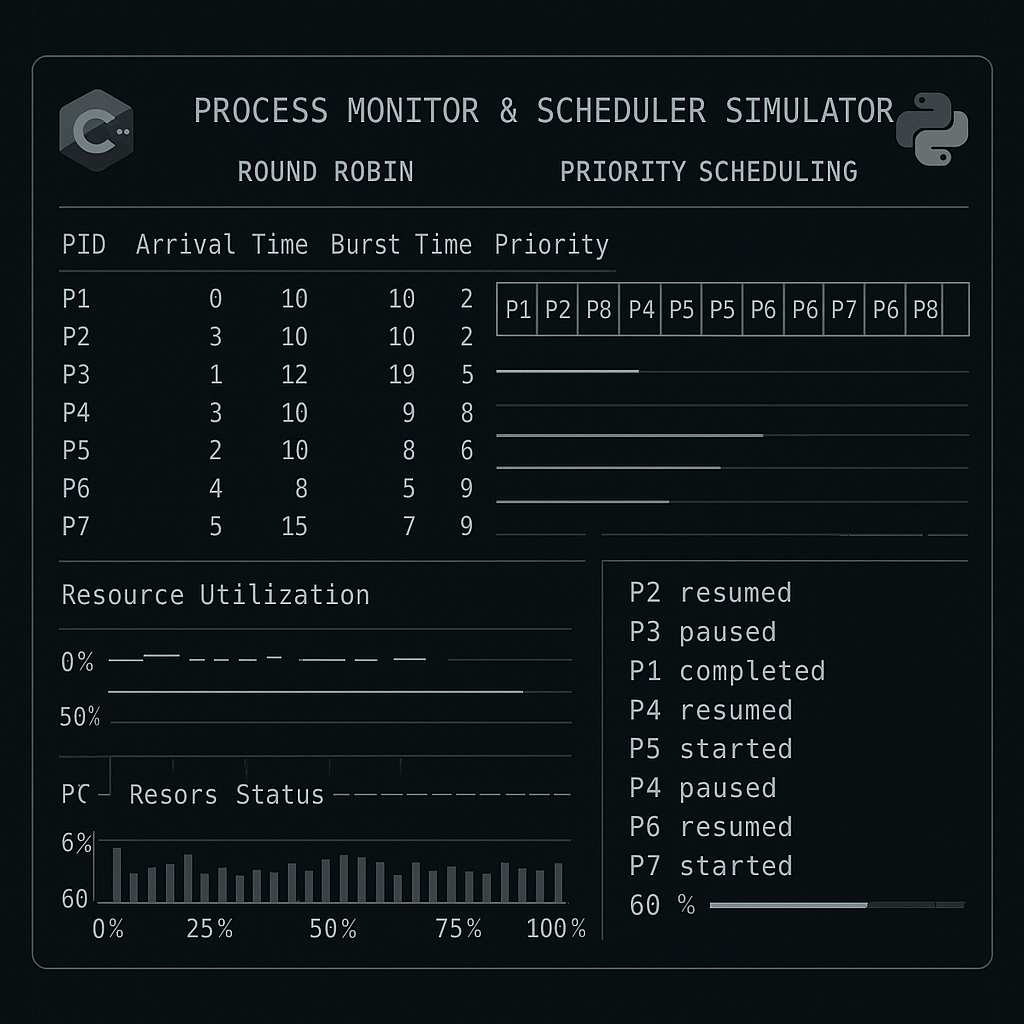 PROCESS MONITOR & SCHEDULER SIMULATOR
ROUND ROBIN PRIORITY SCHEDULING
PID Arrival Time Burst Time Priority
P1 0 10 10 2
P2 3 10 10 2
P3 1 12 19 5
P4 3 10 9 8
P5 2 10 8 6
P6 4 8 5 9
P7 5 15 7 9
P1 P2 P8 P4 P5 P5 P6 P6 P7 P6 P8
Resource Utilization
0%
50%
PC Resors Status
6%
60
0% 25% 50% 75% 100%
P2 resumed
P3 paused
P1 completed
P4 resumed
P5 started
P4 paused
P6 resumed
P7 started
60 %